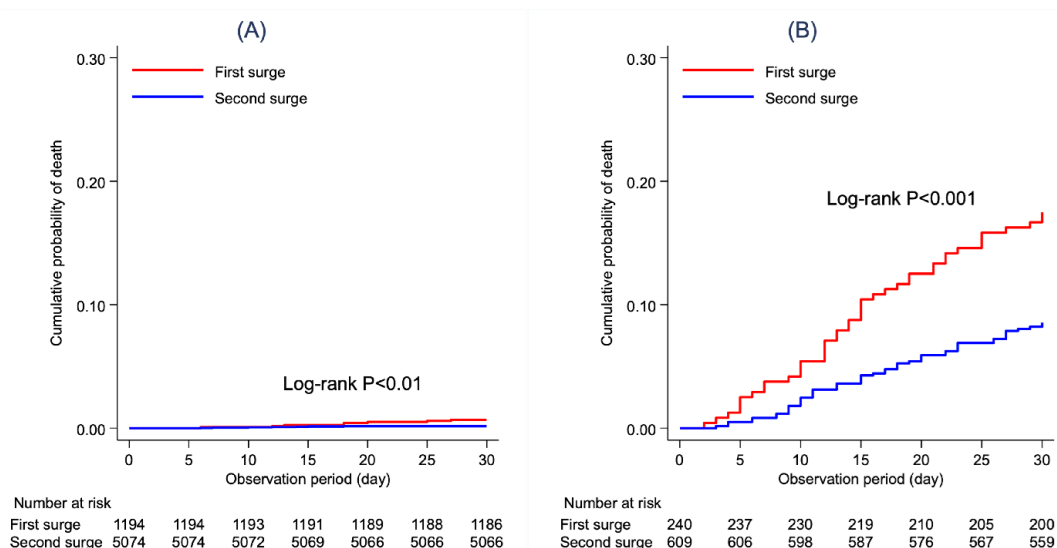 (A)
0.30
0.20
0.10
0.00
Cumulative probability of death
First surge
Second surge
Log-rank P<0.01
0 5 10 15 20 25 30
Observation period (day)
Number at risk
First surge 1194 1194 1193 1191 1189 1188 1186
Second surge 5074 5074 5072 5069 5066 5066 5066
(B)
0.30
0.20
0.10
0.00
Cumulative probability of death
First surge
Second surge
Log-rank P<0.001
0 5 10 15 20 25 30
Observation period (day)
Number at risk
First surge 240 237 230 219 210 205 200
Second surge 609 606 598 587 576 567 559